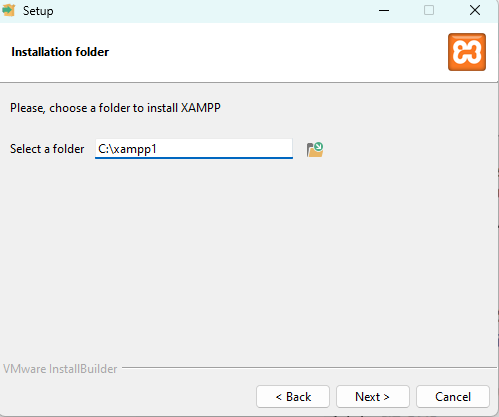 Setup
Installation folder
Please, choose a folder to install XAMPP
Select a folder C:\xampp1
VMware InstallBuilder
< Back Next > Cancel